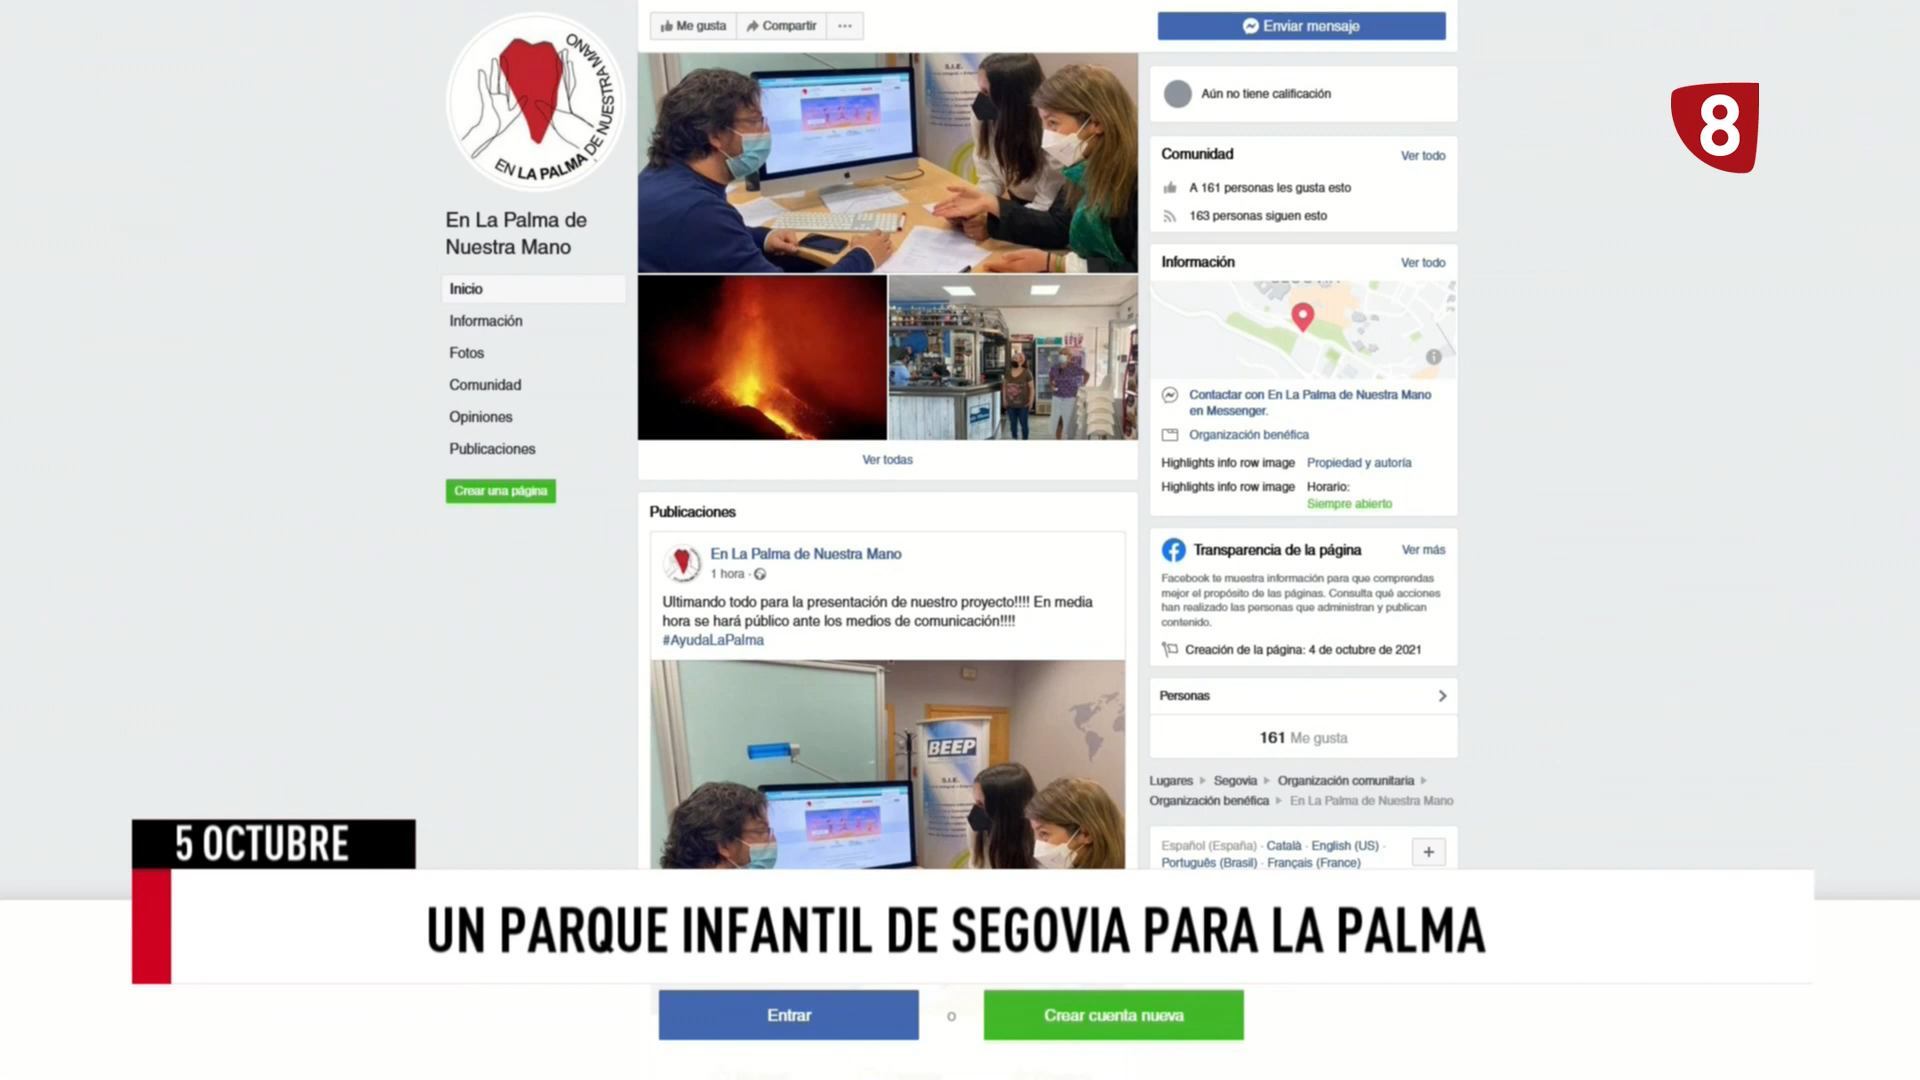 EN LA PALMA DE NUESTRA MANO
En La Palma de
Nuestra Mano
Inicio
Información
Fotos
Comunidad
Opiniones
Publicaciones
Crear una página
Me gusta
Compartir
...
Enviar mensaje
S.I.E.
Ver todas
Publicaciones
En La Palma de Nuestra Mano
1 hora ·
Ultimando todo para la presentación de nuestro proyecto!!!! En media
hora se hará público ante los medios de comunicación!!!!
#AyudaLaPalma
BEEP
S.I.E.
Aún no tiene calificación
Comunidad
Ver todo
A 161 personas les gusta esto
163 personas siguen esto
Información
Ver todo
Contactar con En La Palma de Nuestra Mano
en Messenger.
Organización benéfica
Highlights info row image Propiedad y autoría
Highlights info row image Horario:
Siempre abierto
Transparencia de la página
Ver más
Facebook te muestra información para que comprendas
mejor el propósito de las páginas. Consulta qué acciones
han realizado las personas que administran y publican
contenido.
Creación de la página: 4 de octubre de 2021
Personas
161 Me gusta
Lugares Segovia Organización comunitaria
Organización benéfica En La Palma de Nuestra Mano
Español (España) · Català · English (US) ·
Português (Brasil) · Français (France)
+
8
5 OCTUBRE
UN PARQUE INFANTIL DE SEGOVIA PARA LA PALMA
Entrar
o
Crear cuenta nueva